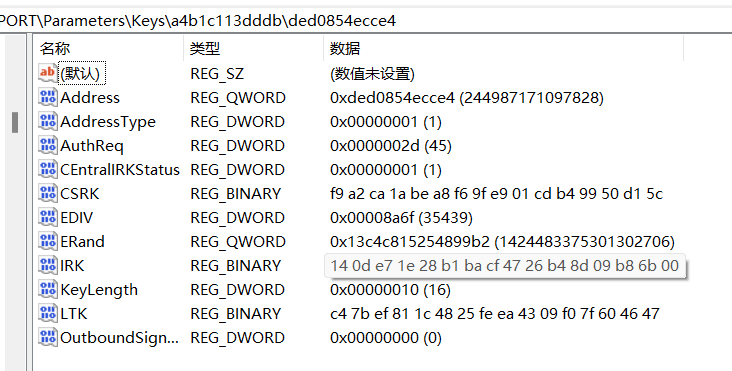 PORT\Parameters\Keys\a4b1c113dddb\ded0854ecce4
名称 类型 数据
(默认) REG_SZ (数值未设置)
Address REG_QWORD 0xded0854ecce4 (244987171097828)
AddressType REG_DWORD 0x00000001 (1)
AuthReq REG_DWORD 0x0000002d (45)
CEntralIRKStatus REG_DWORD 0x00000001 (1)
CSRK REG_BINARY f9 a2 ca 1a be a8 f6 9f e9 01 cd b4 99 50 d1 5c
EDIV REG_DWORD 0x00008a6f (35439)
ERand REG_QWORD 0x13c4c815254899b2 (1424483375301302706)
IRK REG_BINARY 14 0d e7 1e 28 b1 ba cf 47 26 b4 8d 09 b8 6b 00
KeyLength REG_DWORD 0x00000010 (16)
LTK REG_BINARY c4 7b ef 81 1c 48 25 fe ea 43 09 f0 7f 60 46 47
OutboundSign... REG_DWORD 0x00000000 (0)